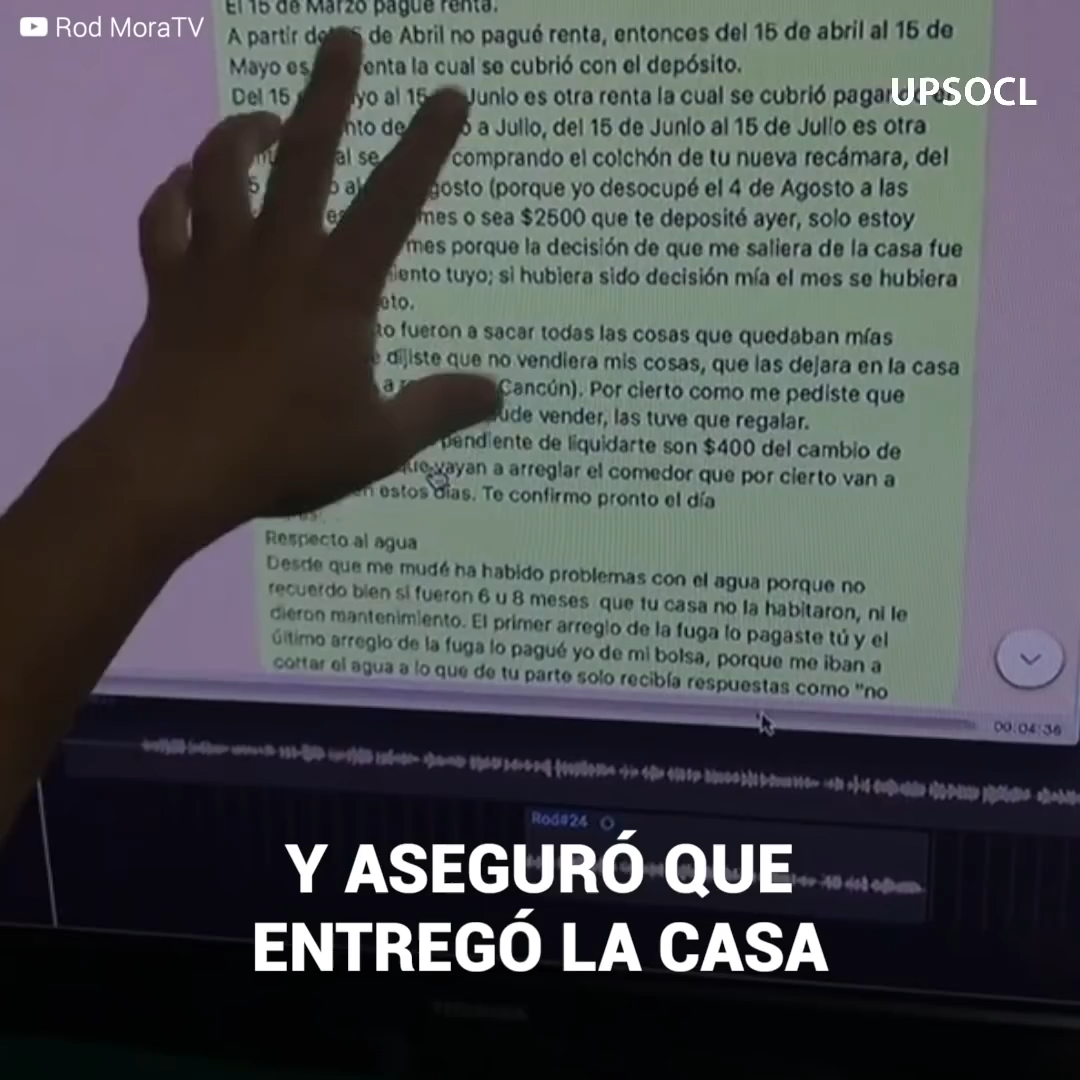 Rod MoraTV
UPSOCL
El 15 de Marzo pagué renta.
A partir de de Abril no pagué renta, entonces del 15 de abril al 15 de
Mayo es enta la cual se cubrió con el depósito.
Del 15 yo al 15 Junio es otra renta la cual se cubrió
nto de a Julio, del 15 de Junio al 15 de Julio es otra
al se comprando el colchón de tu nueva recámara, del
gosto (porque yo desocupé el 4 de Agosto a las
mes o sea $2500 que te deposité ayer, solo estoy
mes porque la decisión de que me saliera de la casa fue
iento tuyo; si hubiera sido decisión mía el mes se hubiera
eto.
to fueron a sacar todas las cosas que quedaban mías
dijiste que no vendiera mis cosas, que las dejara en la casa
a Cancún). Por cierto como me pediste que
ude vender, las tuve que regalar.
pendiente de liquidarte son $400 del cambio de
que vayan a arreglar el comedor que por cierto van a
en estos días. Te confirmo pronto el día
Respecto al agua
Desde que me mudé ha habido problemas con el agua porque no
recuerdo bien si fueron 6 u 8 meses que tu casa no la habitaron, ni le
dieron mantenimiento. El primer arreglo de la fuga lo pagaste tú y el
último arreglo de la fuga lo pagué yo de mi bolsa, porque me iban a
cortar el agua a lo que de tu parte solo recibía respuestas como "no
00:04:36
Rod#24
Y ASEGURÓ QUE
ENTREGÓ LA CASA